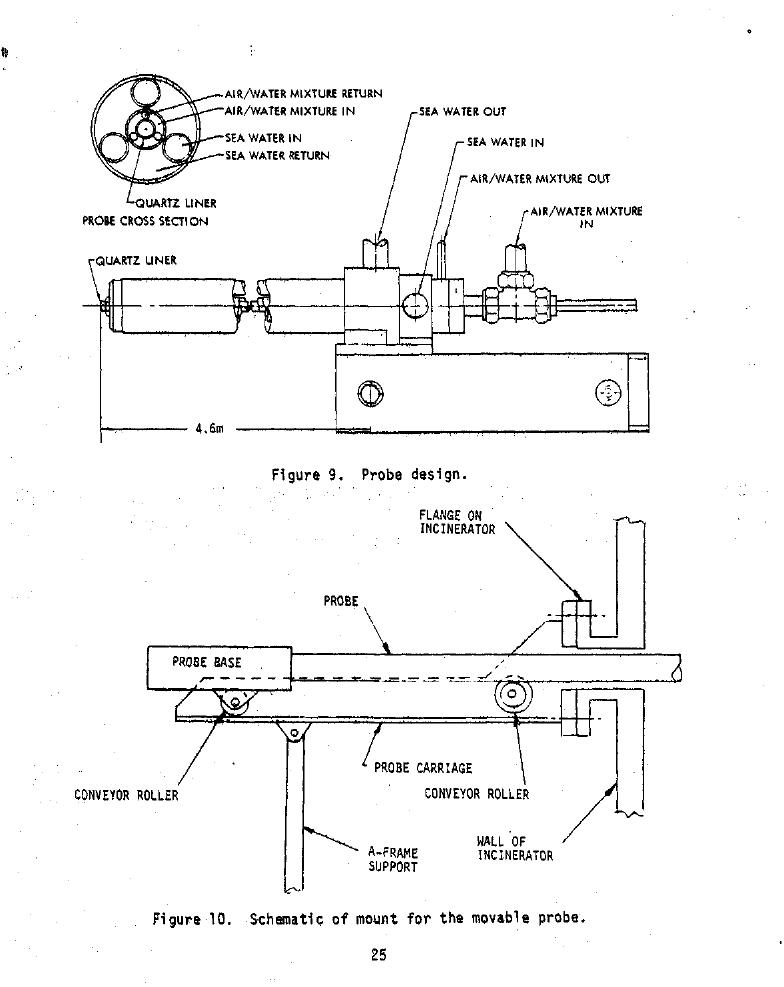 AIR/WATER MIXTURE RETURN
AIR/WATER MIXTURE IN
SEA WATER IN
SEA WATER RETURN
QUARTZ LINER
PROBE CROSS SECTION
SEA WATER OUT
SEA WATER IN
AIR/WATER MIXTURE OUT
AIR/WATER MIXTURE
IN
QUARTZ LINER
4.6m
Figure 9. Probe design.
FLANGE ON
INCINERATOR
PROBE
PROBE BASE
PROBE CARRIAGE
CONVEYOR ROLLER
CONVEYOR ROLLER
A-FRAME
SUPPORT
WALL OF
INCINERATOR
Figure 10. Schematic of mount for the movable probe.
25